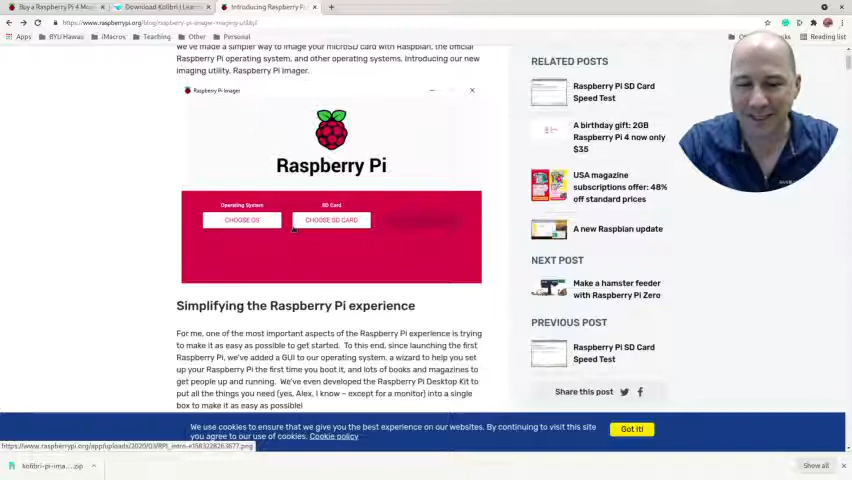 Buy a Raspberry Pi 4 Mod
Download Kolibri | Learn
Introducing Raspberry Pi
https://www.raspberrypi.org/blog/raspberry-pi-imager-imaging-utility/
Apps
BYU Hawaii
iMacros
Teaching
Other
Personal
Reading list
We've made a simpler way to image your microSD card with Raspbian, the official
Raspberry Pi operating system, and other operating systems. Introducing our new
imaging utility, Raspberry Pi Imager.
Raspberry Pi Imager
Raspberry Pi
Operating System
SD Card
CHOOSE OS
CHOOSE SD CARD
Simplifying the Raspberry Pi experience
For me, one of the most important aspects of the Raspberry Pi experience is trying
to make it as easy as possible to get started. To this end, since launching the first
Raspberry Pi, we've added a GUI to our operating system, a wizard to help you set
up your Raspberry Pi the first time you boot it, and lots of books and magazines to
get people up and running. We've even developed the Raspberry Pi Desktop Kit to
put all the things you need (yes, Alex, I know – except for a monitor) into a single
box to make it as easy as possible!
RELATED POSTS
Raspberry Pi SD Card
Speed Test
A birthday gift: 2GB
Raspberry Pi 4 now only
$35
USA magazine
subscriptions offer: 48%
off standard prices
A new Raspbian update
NEXT POST
Make a hamster feeder
with Raspberry Pi Zero
PREVIOUS POST
Raspberry Pi SD Card
Speed Test
Share this post
We use cookies to ensure that we give you the best experience on our websites. By continuing to visit this site
you agree to our use of cookies. Cookie policy
Got it!
kolibri-pi-ima....zip
Show all